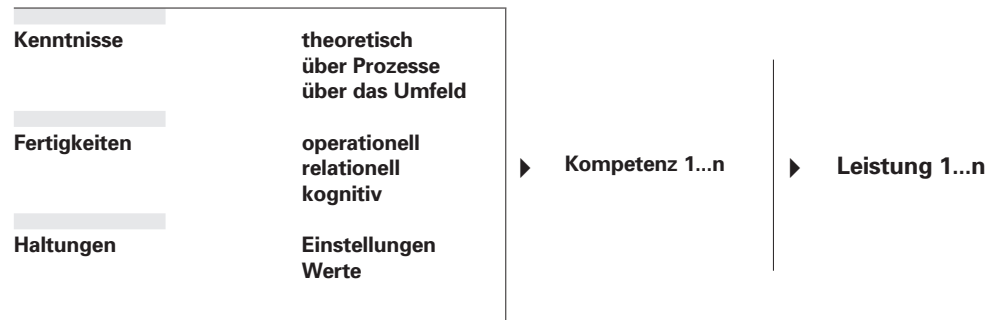 Kenntnisse theoretisch
über Prozesse
über das Umfeld
Fertigkeiten operationell
relationell
kognitiv
Kompetenz 1...n
Leistung 1...n
Haltungen Einstellungen
Werte